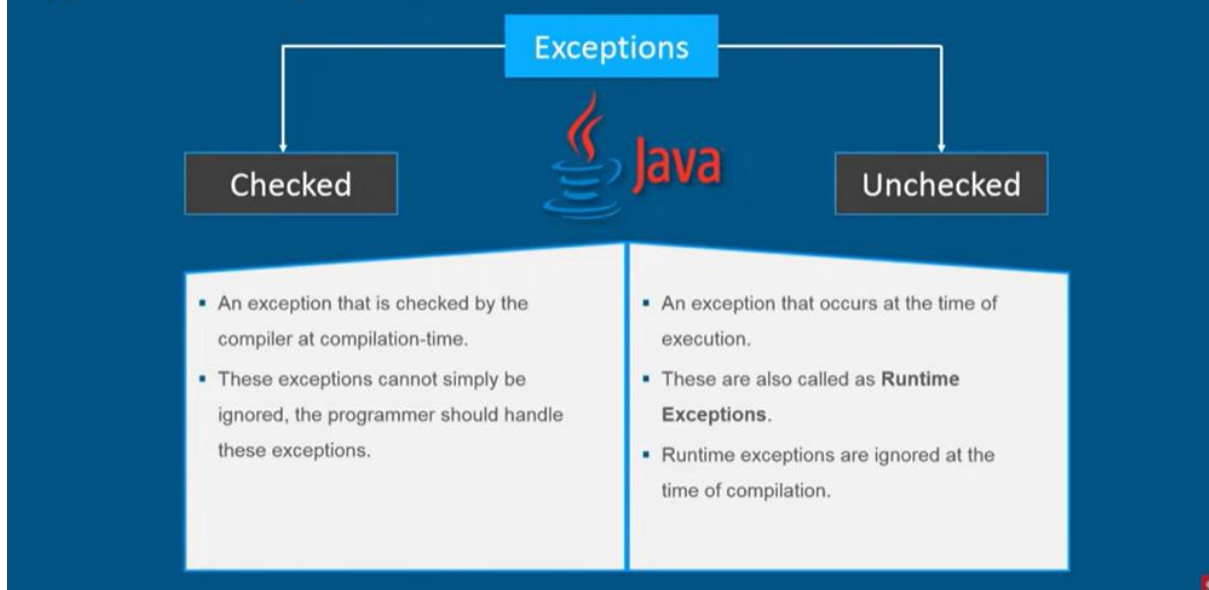 Exceptions
Java
Checked
Unchecked
▪ An exception that is checked by the
compiler at compilation-time.
▪ These exceptions cannot simply be
ignored, the programmer should handle
these exceptions.
▪ An exception that occurs at the time of
execution.
▪ These are also called as Runtime
Exceptions.
▪ Runtime exceptions are ignored at the
time of compilation.